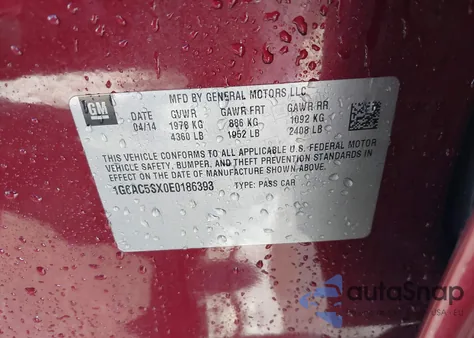 GM
MFD BY GENERAL MOTORS LLC
DATE GVWR GAWR FRT GAWR RR
04/14 1978 KG 886 KG 1092 KG
4360 LB 1952 LB 2408 LB
THIS VEHICLE CONFORMS TO ALL APPLICABLE U.S. FEDERAL MOTOR
VEHICLE SAFETY, BUMPER, AND THEFT PREVENTION STANDARDS
IN EFFECT ON THE DATE OF MANUFACTURE SHOWN ABOVE.
TYPE: PASS CAR
autoSnap